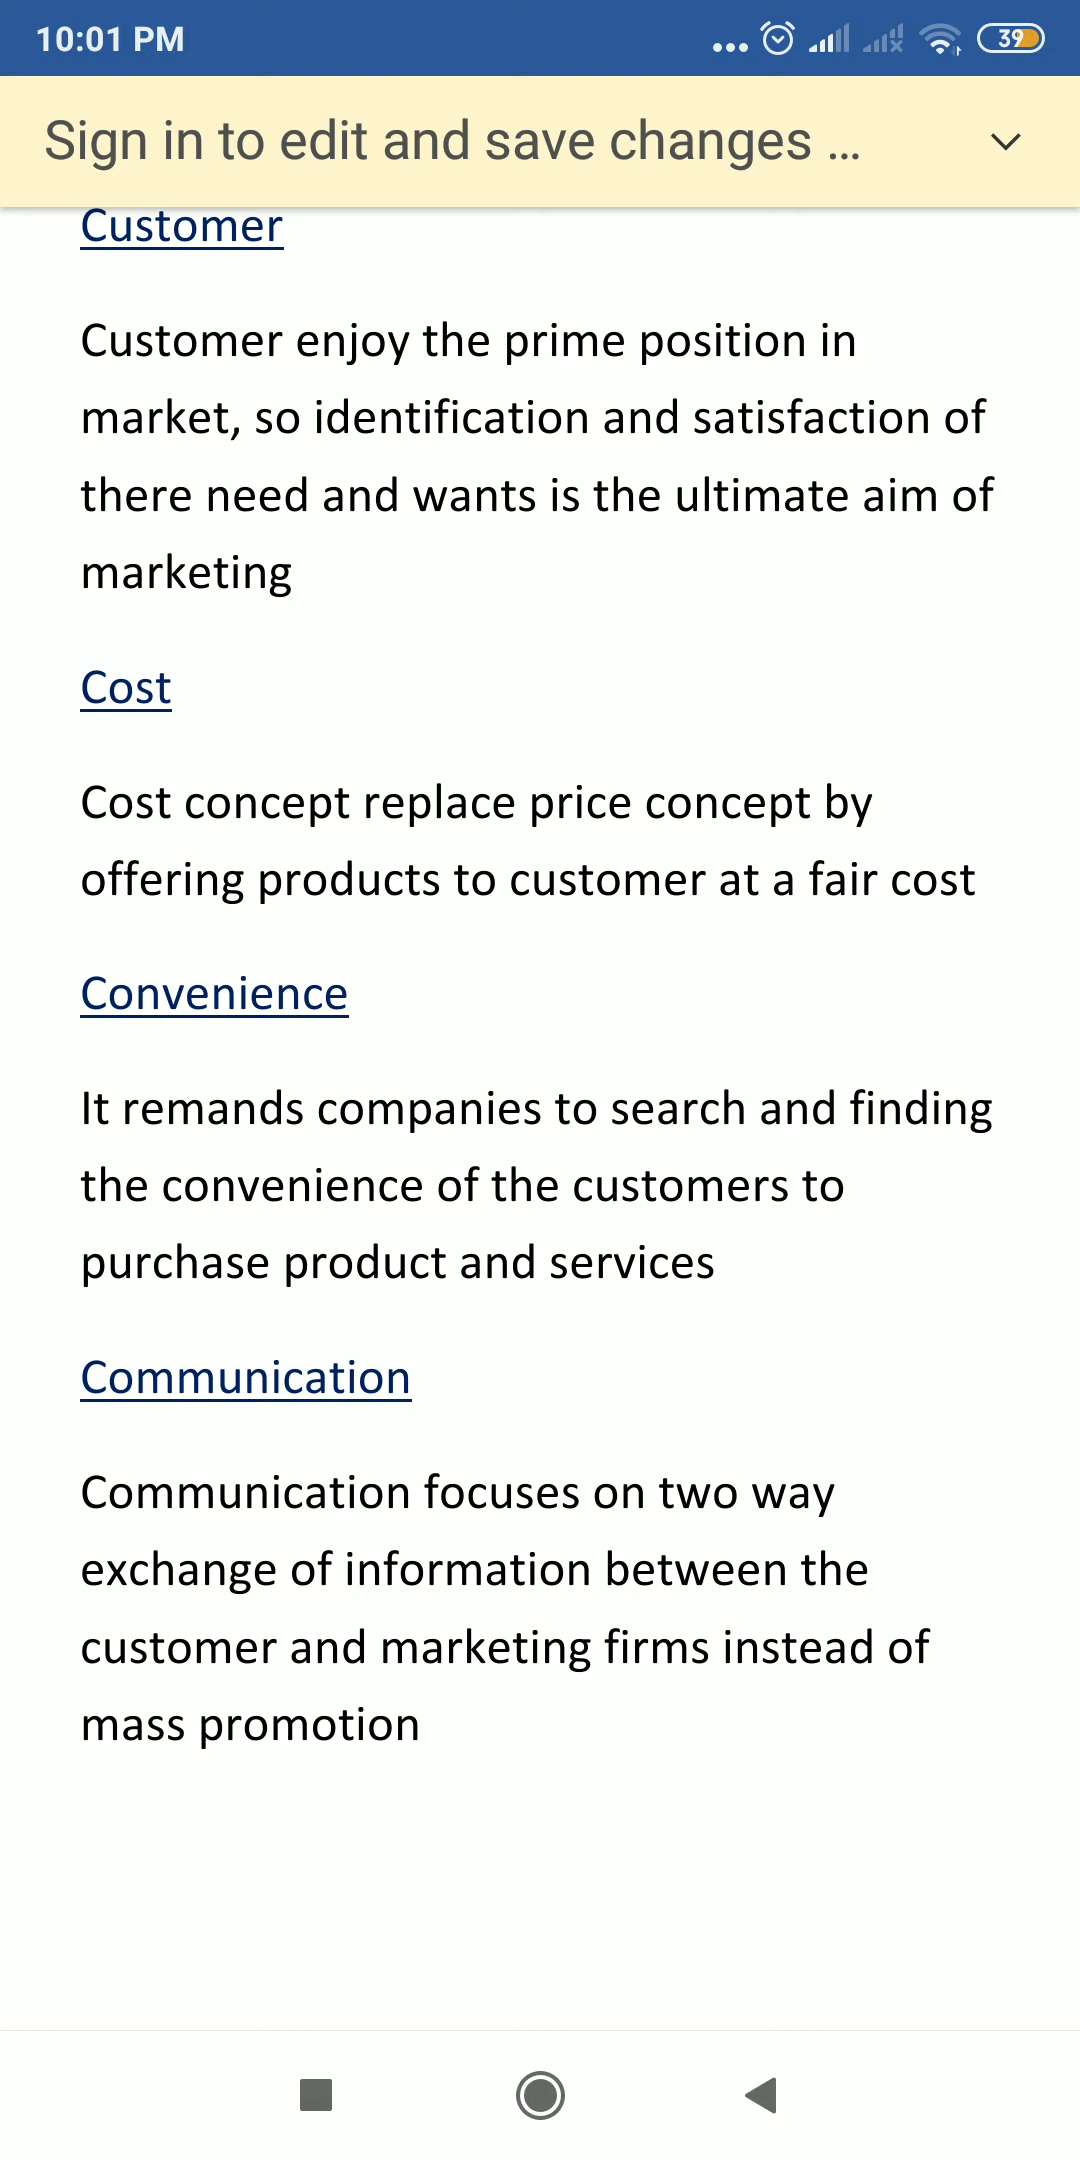 10:01 PM
39
Sign in to edit and save changes ...
Customer
Customer enjoy the prime position in
market, so identification and satisfaction of
there need and wants is the ultimate aim of
marketing
Cost
Cost concept replace price concept by
offering products to customer at a fair cost
Convenience
It remands companies to search and finding
the convenience of the customers to
purchase product and services
Communication
Communication focuses on two way
exchange of information between the
customer and marketing firms instead of
mass promotion